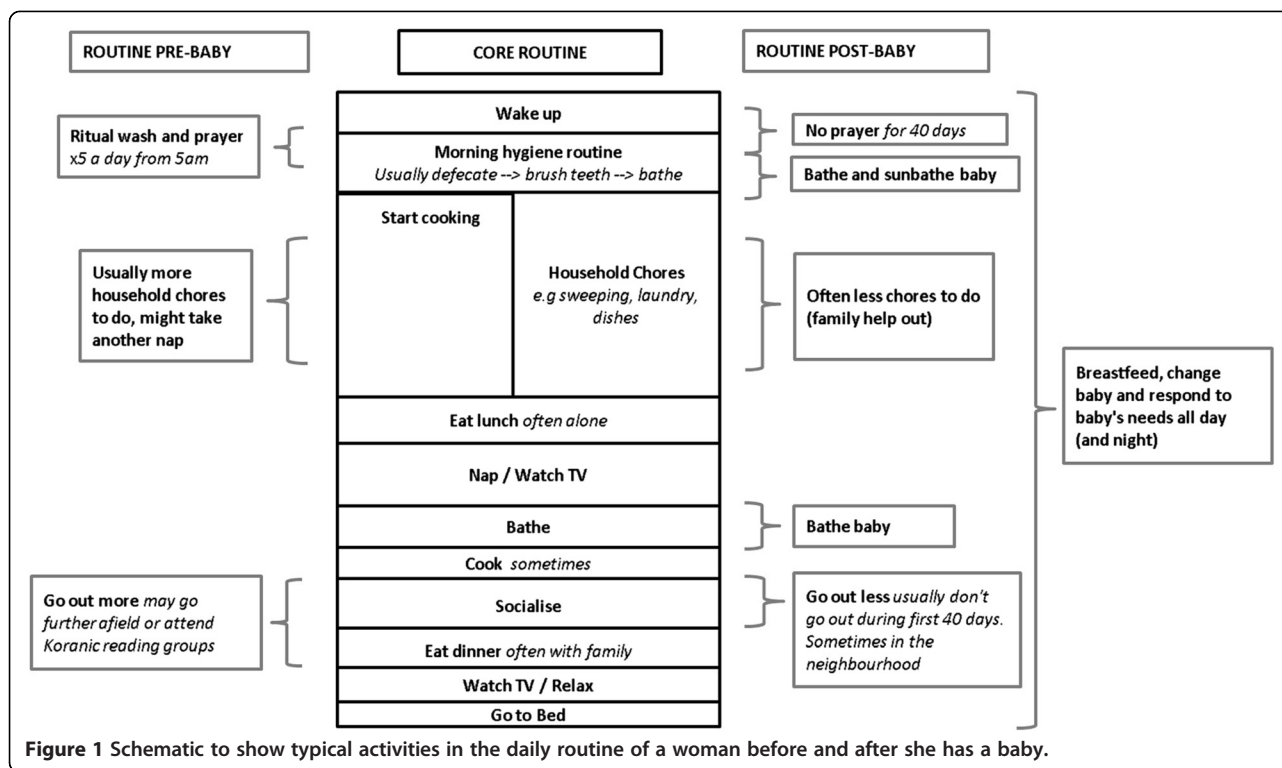 ROUTINE PRE-BABY
CORE ROUTINE
ROUTINE POST-BABY
Ritual wash and prayer
x5 a day from 5am
Usually more
household chores
to do, might take
another nap
Go out more may go
further afield or attend
Koranic reading groups
Wake up
Morning hygiene routine
Usually defecate --> brush teeth --> bathe
Start cooking
Household Chores
e.g sweeping, laundry,
dishes
Eat lunch often alone
Nap / Watch TV
Bathe
Cook sometimes
Socialise
Eat dinner often with family
Watch TV / Relax
Go to Bed
No prayer for 40 days
Bathe and sunbathe baby
Often less chores to do
(family help out)
Bathe baby
Go out less usually don't
go out during first 40 days.
Sometimes in the
neighbourhood
Breastfeed, change
baby and respond to
baby's needs all day
(and night)
Figure 1 Schematic to show typical activities in the daily routine of a woman before and after she has a baby.